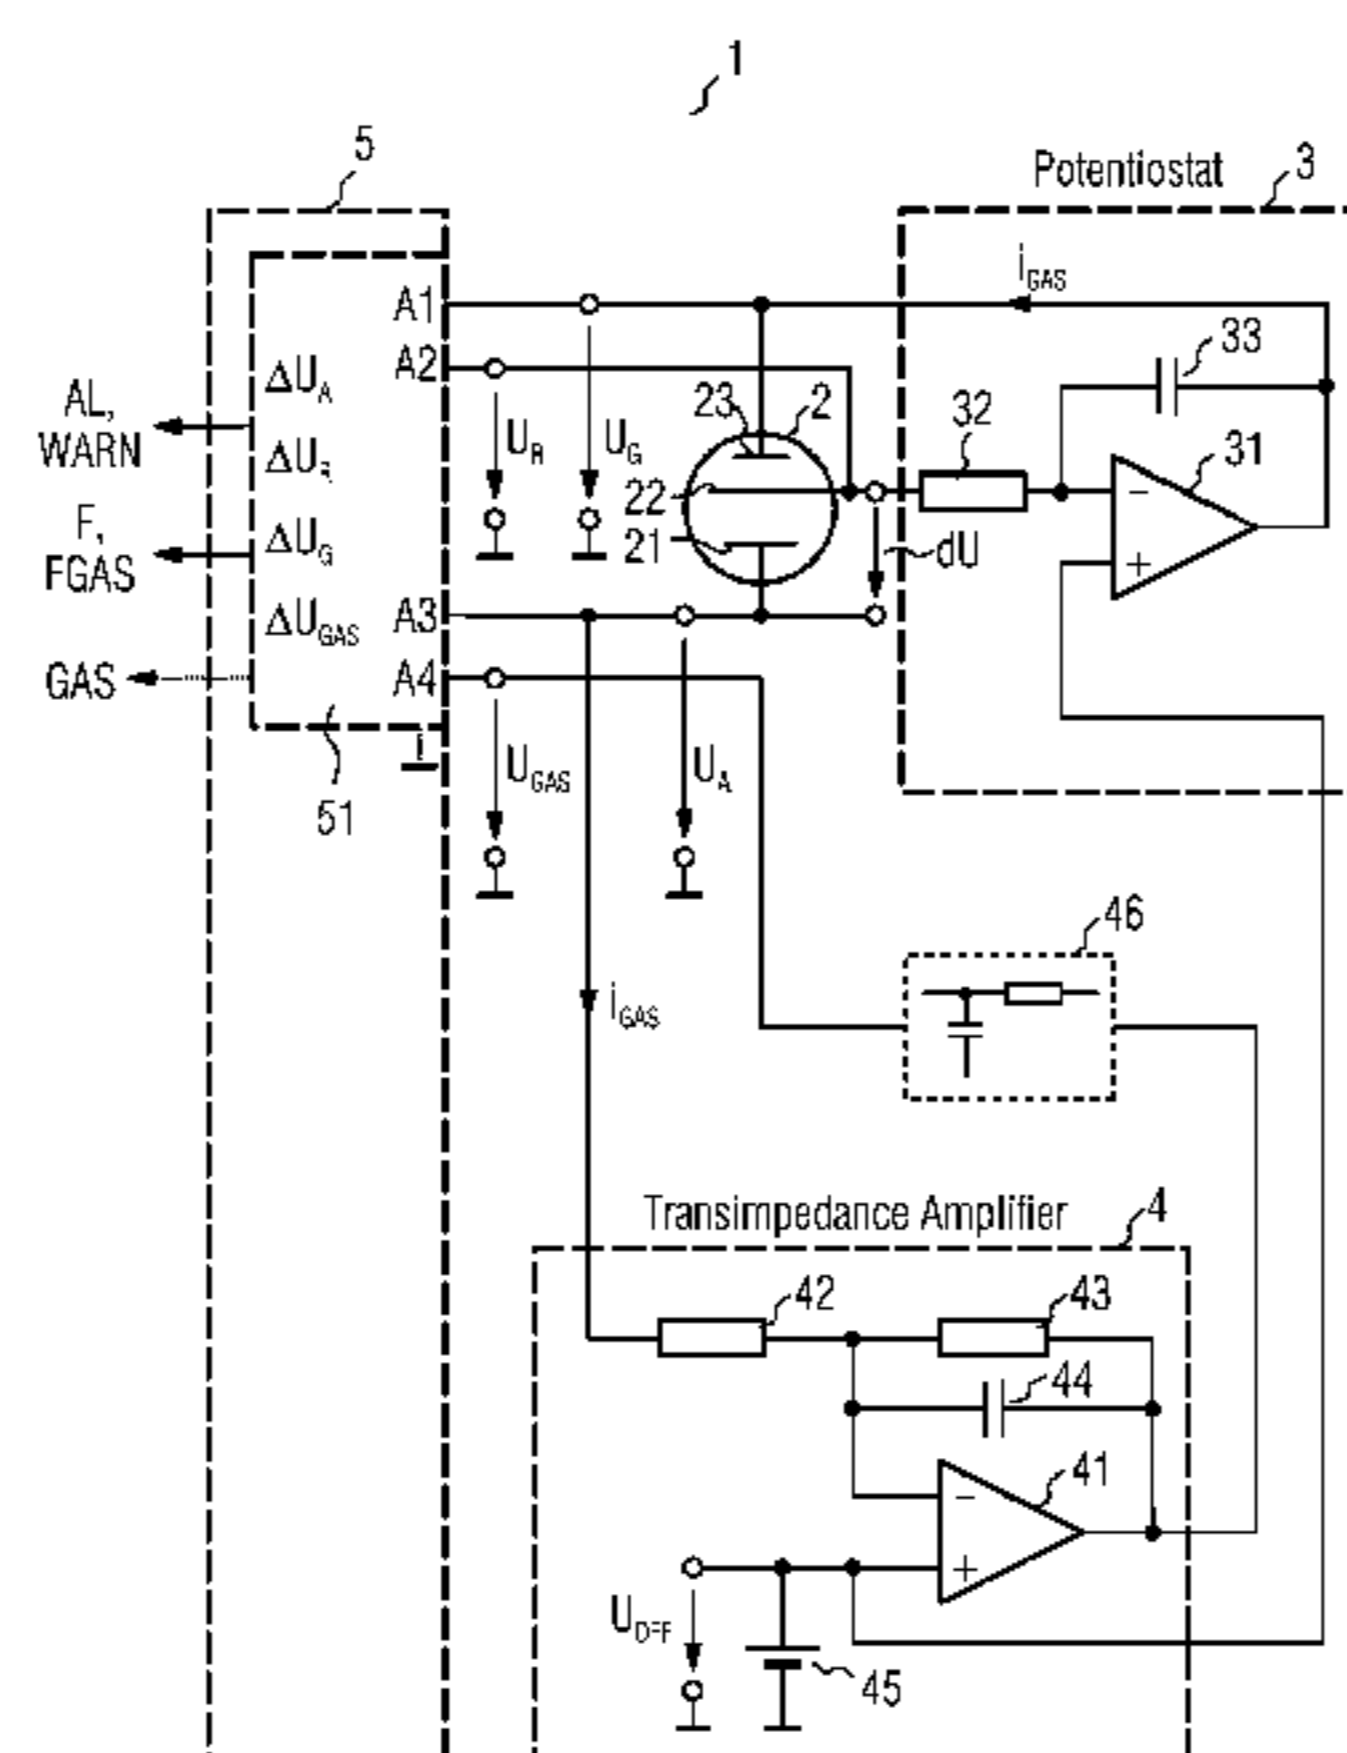 1
5
Potentiostat
3
iGAS
A1
33
A2
ΔUA
AL,
WARN
23
2
32
UR
UG
31
ΔUR
22
−
F,
FGAS
ΔUG
21
dU
+
ΔUGAS
A3
GAS
A4
UGAS
UA
51
46
iGAS
Transimpedance Amplifier
4
42
43
44
41
−
+
UOFF
45